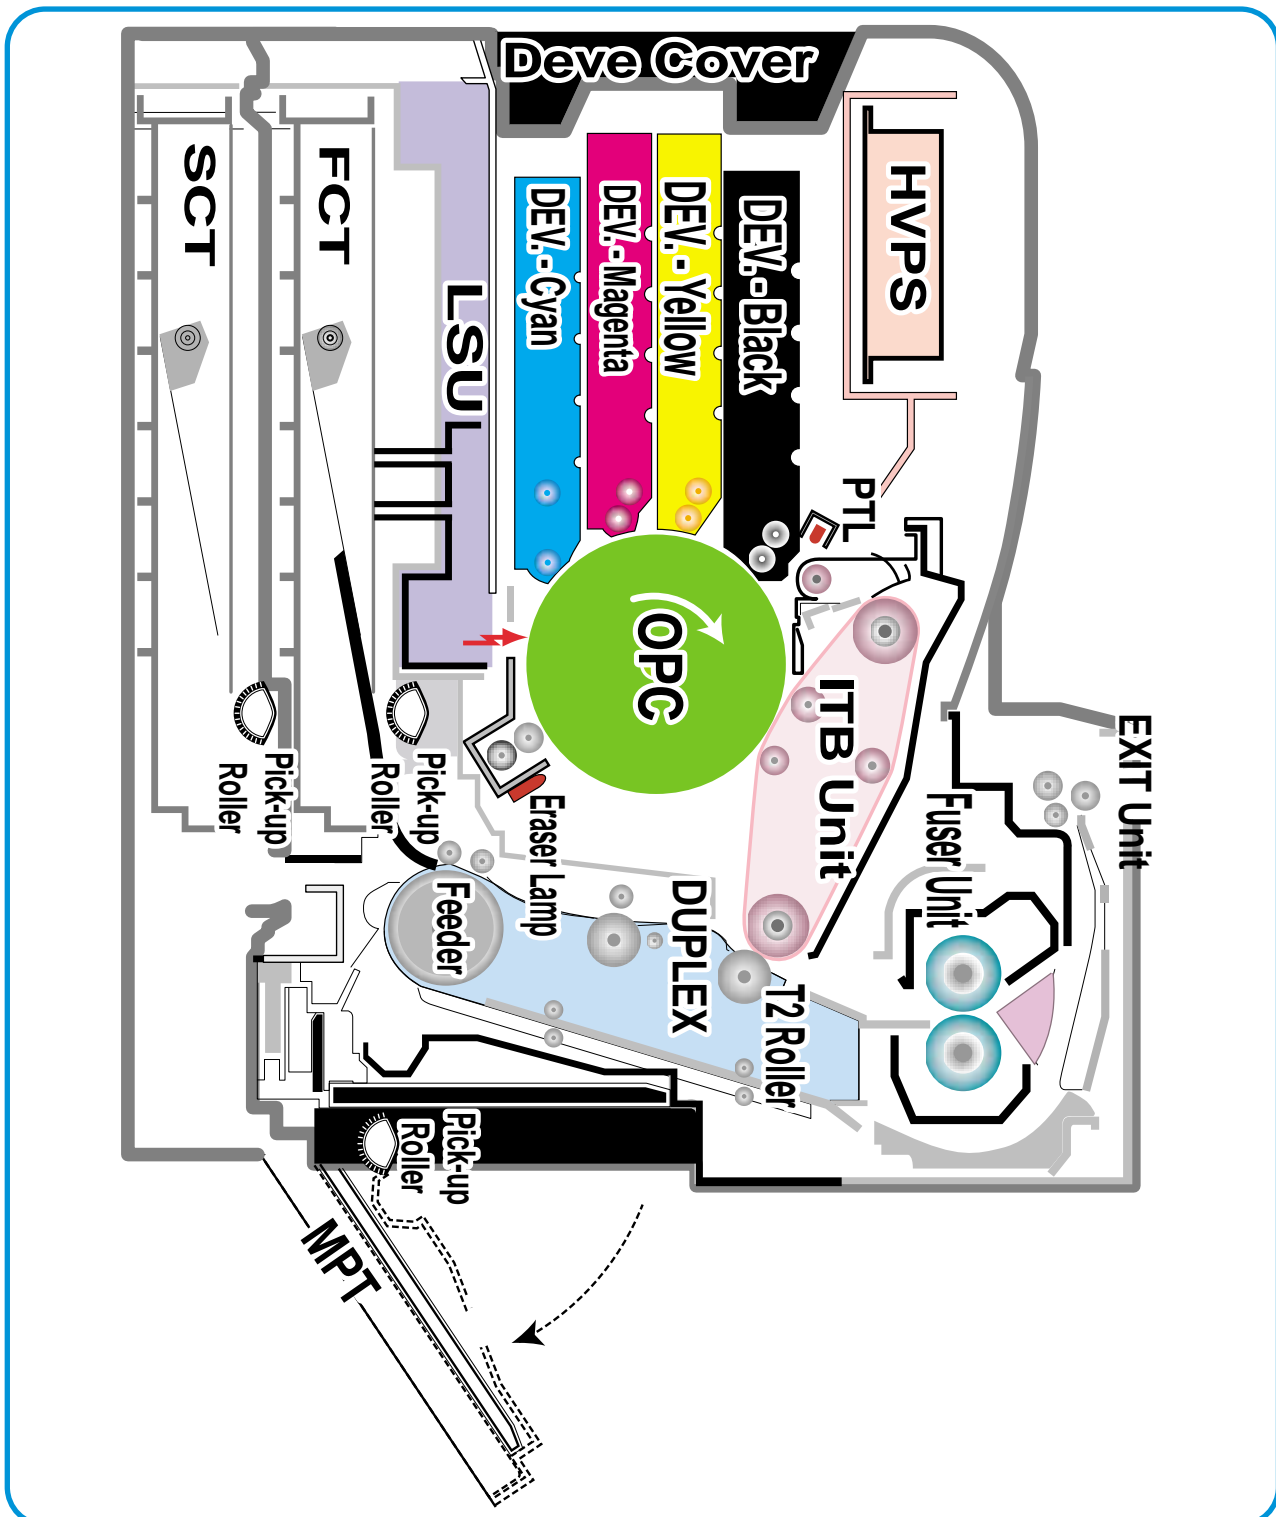 Deve Cover
SCT
FCT
LSU
DEV. - Cyan
DEV. - Magenta
DEV. - Yellow
DEV. - Black
HVPS
PTL
OPC
ITB Unit
EXIT Unit
Fuser Unit
Pick-up
Roller
Pick-up
Roller
Eraser Lamp
Feeder
DUPLEX
T2 Roller
Pick-up
Roller
MPT